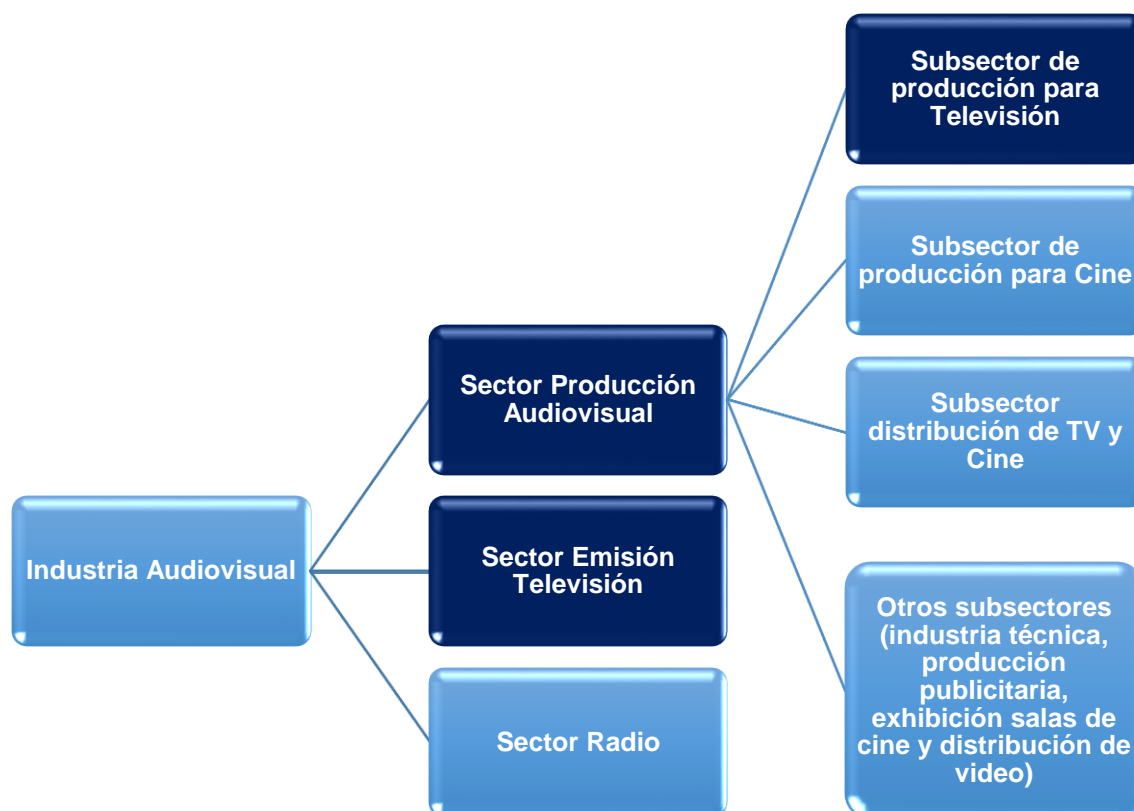 Industria Audiovisual
Sector Producción
Audiovisual
Sector Emisión
Televisión
Sector Radio
Subsector de
producción para
Televisión
Subsector de
producción para Cine
Subsector
distribución de TV y
Cine
Otros subsectores
(industria técnica,
producción
publicitaria,
exhibición salas de
cine y distribución de
video)